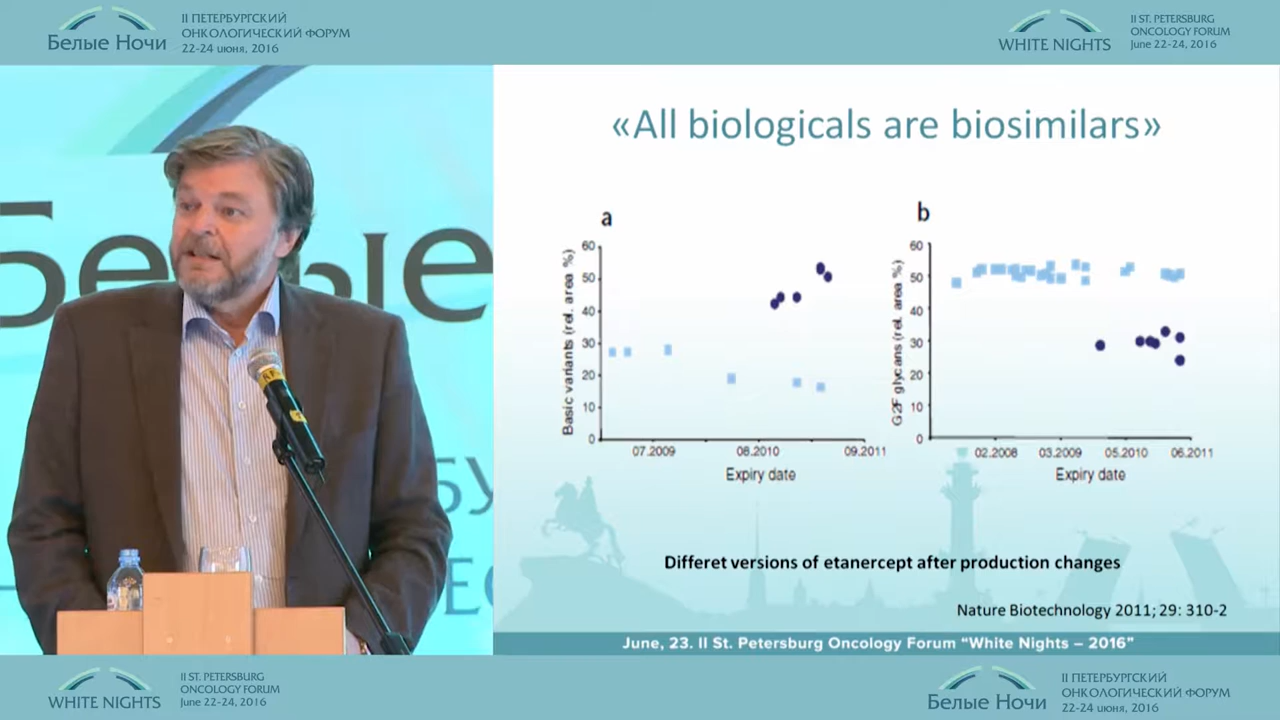 II ПЕТЕРБУРГСКИЙ
ОНКОЛОГИЧЕСКИЙ ФОРУМ
22-24 июня, 2016
Белые Ночи
II ST. PETERSBURG
ONCOLOGY FORUM
June 22-24, 2016
WHITE NIGHTS
Белые
«All biologicals are biosimilars»
a
60
50
40
30
20
10
0
Basic variants (rel. area %)
07.2009
08.2010
09.2011
Expiry date
b
60
50
40
30
20
10
0
G2F glycans (rel. area %)
02.2008
03.2009
05.2010
06.2011
Expiry date
Differet versions of etanercept after production changes
Nature Biotechnology 2011; 29: 310-2
June, 23. II St. Petersburg Oncology Forum “White Nights – 2016”
WHITE NIGHTS
II ST. PETERSBURG
ONCOLOGY FORUM
June 22-24, 2016
Белые Ночи
II ПЕТЕРБУРГСКИЙ
ОНКОЛОГИЧЕСКИЙ ФОРУМ
22-24 июня, 2016